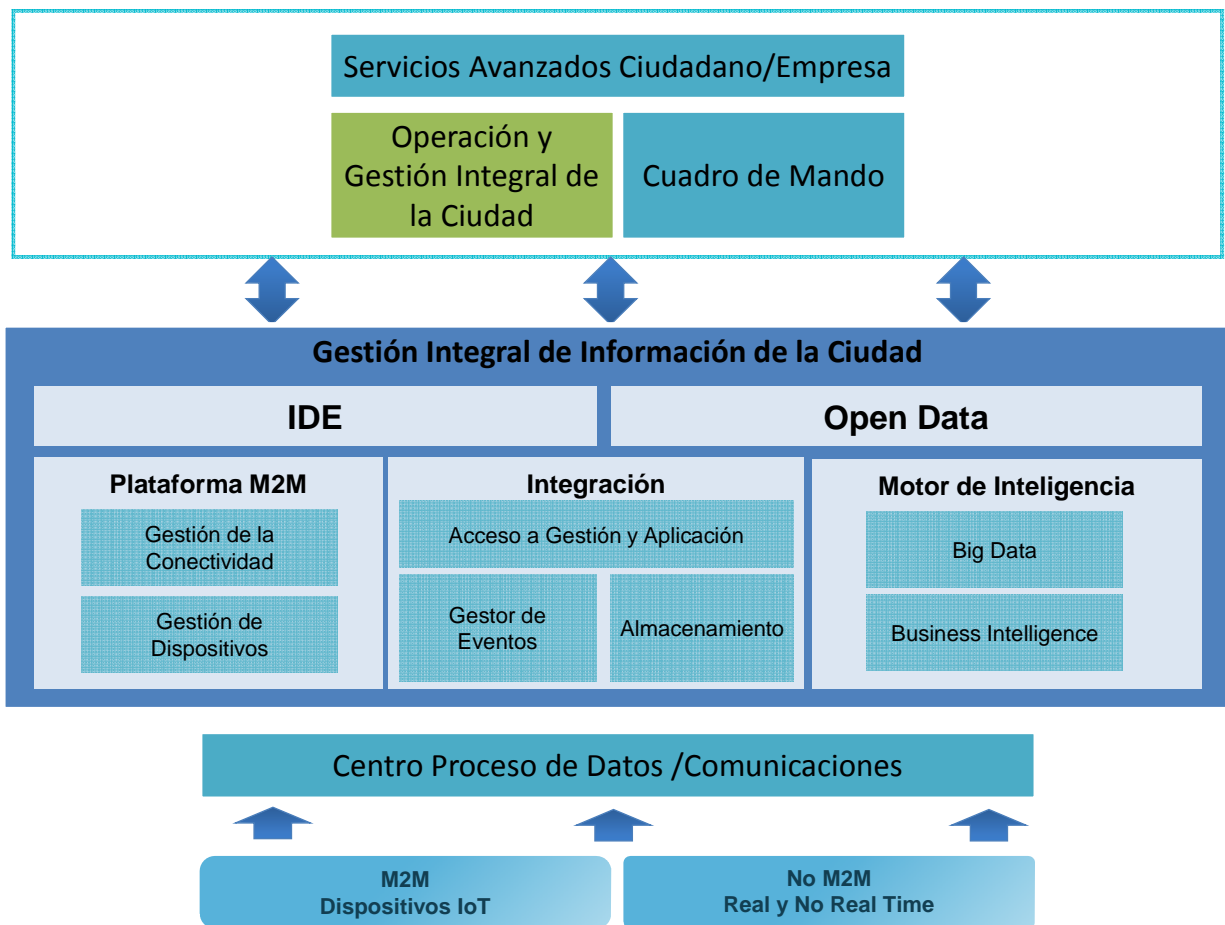 Servicios Avanzados Ciudadano/Empresa
Operación y
Gestión Integral de
la Ciudad
Cuadro de Mando
Gestión Integral de Información de la Ciudad
IDE
Open Data
Plataforma M2M
Gestión de la
Conectividad
Gestión de
Dispositivos
Integración
Acceso a Gestión y Aplicación
Gestor de
Eventos
Almacenamiento
Motor de Inteligencia
Big Data
Business Intelligence
Centro Proceso de Datos /Comunicaciones
M2M
Dispositivos IoT
No M2M
Real y No Real Time